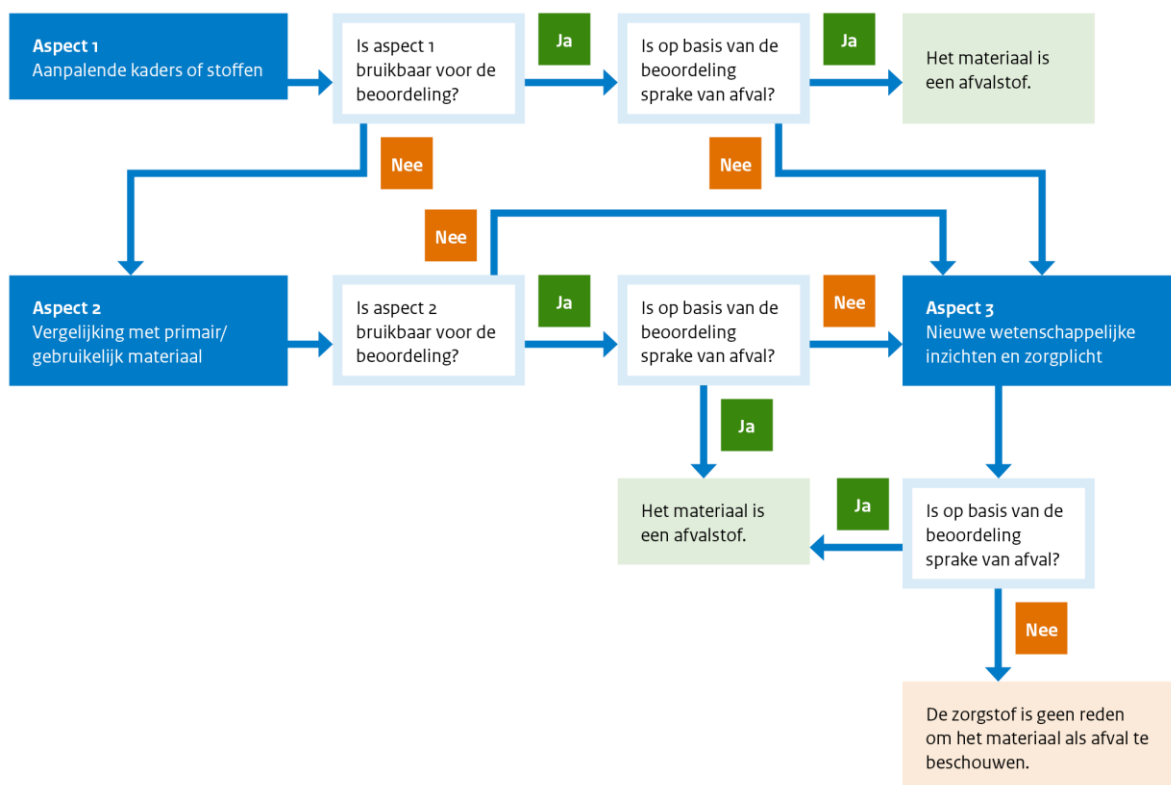 Aspect 1
Aanpalende kaders of stoffen
Is aspect 1
bruikbaar voor de
beoordeling?
Ja
Is op basis van de
beoordeling
sprake van afval?
Ja
Het materiaal is
een afvalstof.
Nee
Nee
Nee
Aspect 2
Vergelijking met primair/
gebruikelijk materiaal
Is aspect 2
bruikbaar voor de
beoordeling?
Ja
Is op basis van de
beoordeling
sprake van afval?
Nee
Aspect 3
Nieuwe wetenschappelijke
inzichten en zorgplicht
Ja
Het materiaal is
een afvalstof.
Ja
Is op basis van de
beoordeling
sprake van afval?
Nee
De zorgstof is geen reden
om het materiaal als afval te
beschouwen.